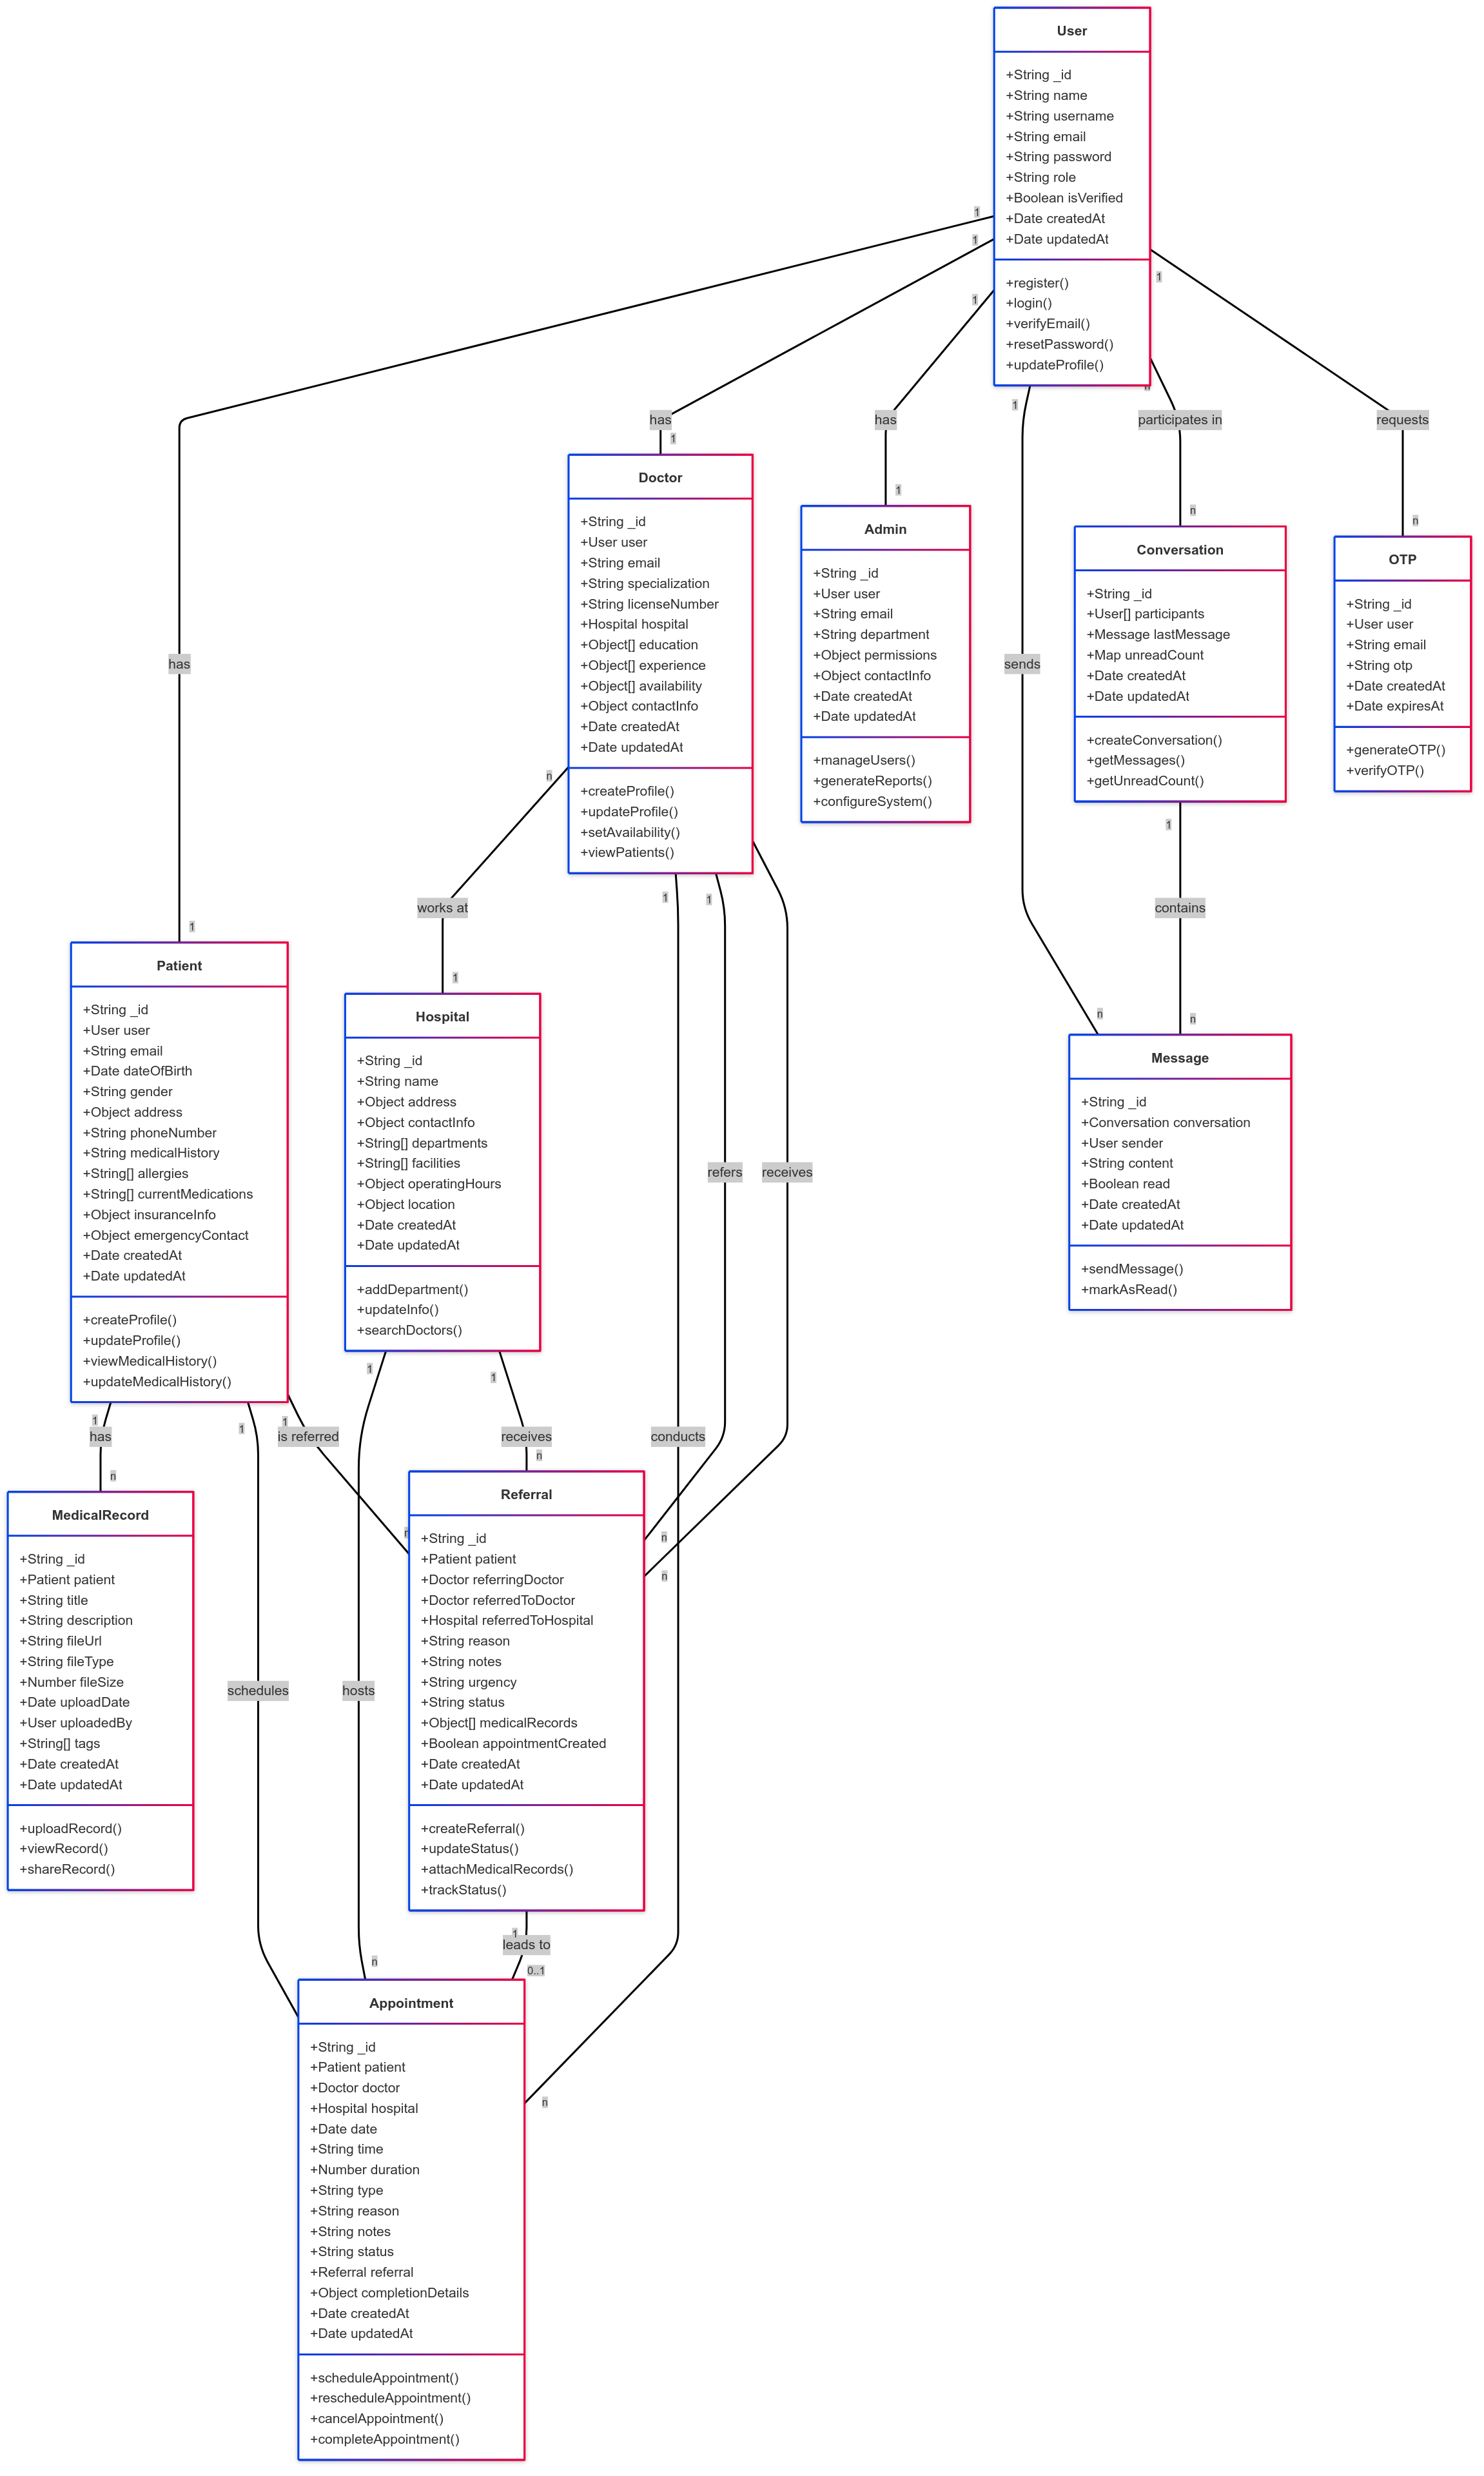 User
+String _id
+String name
+String username
+String email
+String password
+String role
+Boolean isVerified
+Date createdAt
+Date updatedAt
+register()
+login()
+verifyEmail()
+resetPassword()
+updateProfile()
1
1
1
1
1
n
has
has
participates in
requests
1
1
n
n
Doctor
+String _id
+User user
+String email
+String specialization
+String licenseNumber
+Hospital hospital
+Object[] education
+Object[] experience
+Object[] availability
+Object contactInfo
+Date createdAt
+Date updatedAt
+createProfile()
+updateProfile()
+setAvailability()
+viewPatients()
Admin
+String _id
+User user
+String email
+String department
+Object permissions
+Object contactInfo
+Date createdAt
+Date updatedAt
+manageUsers()
+generateReports()
+configureSystem()
Conversation
+String _id
+User[] participants
+Message lastMessage
+Map unreadCount
+Date createdAt
+Date updatedAt
+createConversation()
+getMessages()
+getUnreadCount()
OTP
+String _id
+User user
+String email
+String otp
+Date createdAt
+Date expiresAt
+generateOTP()
+verifyOTP()
has
sends
n
1
1
1
works at
contains
1
1
n
n
Patient
+String _id
+User user
+String email
+Date dateOfBirth
+String gender
+Object address
+String phoneNumber
+String medicalHistory
+String[] allergies
+String[] currentMedications
+Object insuranceInfo
+Object emergencyContact
+Date createdAt
+Date updatedAt
+createProfile()
+updateProfile()
+viewMedicalHistory()
+updateMedicalHistory()
Hospital
+String _id
+String name
+Object address
+Object contactInfo
+String[] departments
+String[] facilities
+Object operatingHours
+Object location
+Date createdAt
+Date updatedAt
+addDepartment()
+updateInfo()
+searchDoctors()
refers
receives
Message
+String _id
+Conversation conversation
+User sender
+String content
+Boolean read
+Date createdAt
+Date updatedAt
+sendMessage()
+markAsRead()
1
1
1
1
1
has
is referred
receives
conducts
n
n
n
n
n
MedicalRecord
+String _id
+Patient patient
+String title
+String description
+String fileUrl
+String fileType
+Number fileSize
+Date uploadDate
+User uploadedBy
+String[] tags
+Date createdAt
+Date updatedAt
+uploadRecord()
+viewRecord()
+shareRecord()
Referral
+String _id
+Patient patient
+Doctor referringDoctor
+Doctor referredToDoctor
+Hospital referredToHospital
+String reason
+String notes
+String urgency
+String status
+Object[] medicalRecords
+Boolean appointmentCreated
+Date createdAt
+Date updatedAt
+createReferral()
+updateStatus()
+attachMedicalRecords()
+trackStatus()
schedules
hosts
1
leads to
n
0..1
Appointment
+String _id
+Patient patient
+Doctor doctor
+Hospital hospital
+Date date
+String time
+Number duration
+String type
+String reason
+String notes
+String status
+Referral referral
+Object completionDetails
+Date createdAt
+Date updatedAt
+scheduleAppointment()
+rescheduleAppointment()
+cancelAppointment()
+completeAppointment()
n